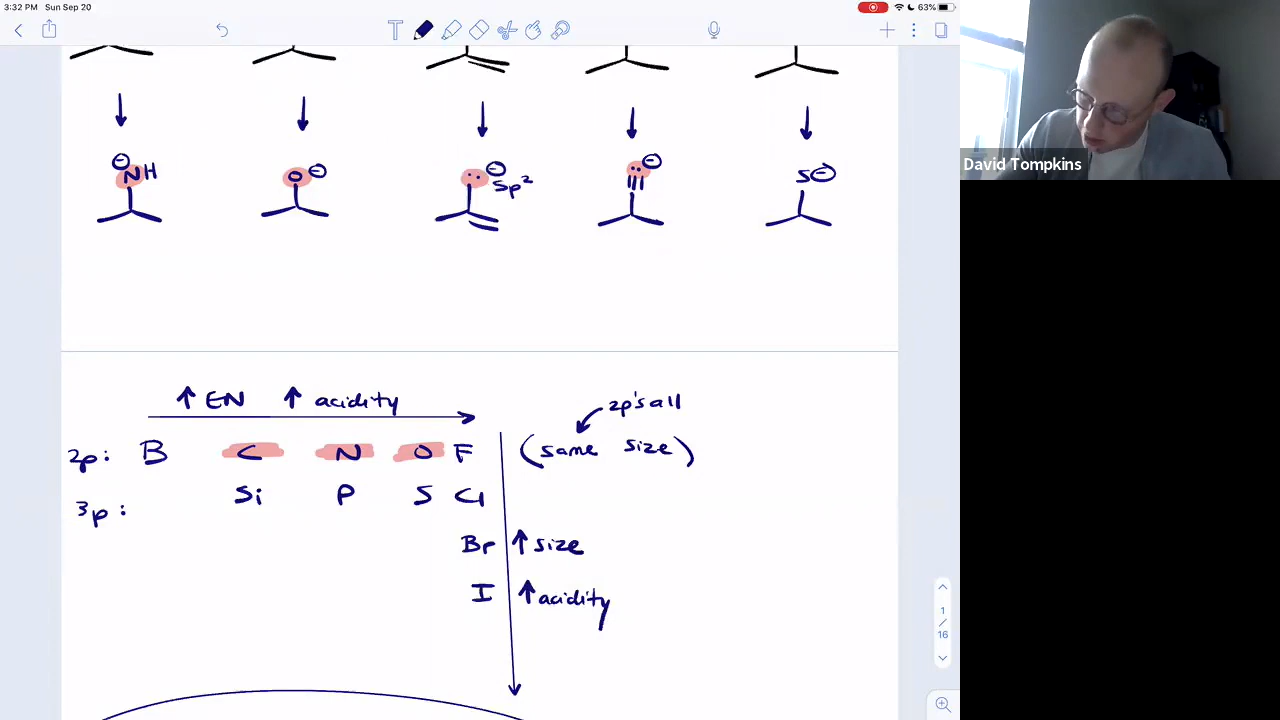 3:32 PM Sun Sep 20
63%
T
David Tompkins
⊖
NH
O ⊖
⊖
Sp²
⊖
S⊖
↑ EN ↑ acidity
2p's all
2p: B C N O F (same size)
3p: Si P S Cl
Br ↑ size
I ↑ acidity
1
/
16